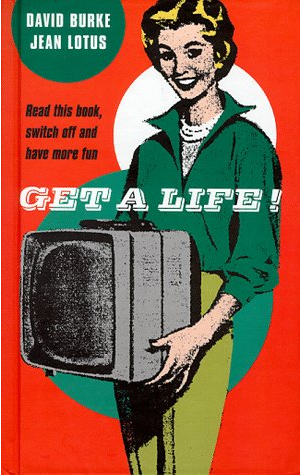 DAVID BURKE
JEAN LOTUS
Read this book,
switch off and
have more fun
GET A LIFE!